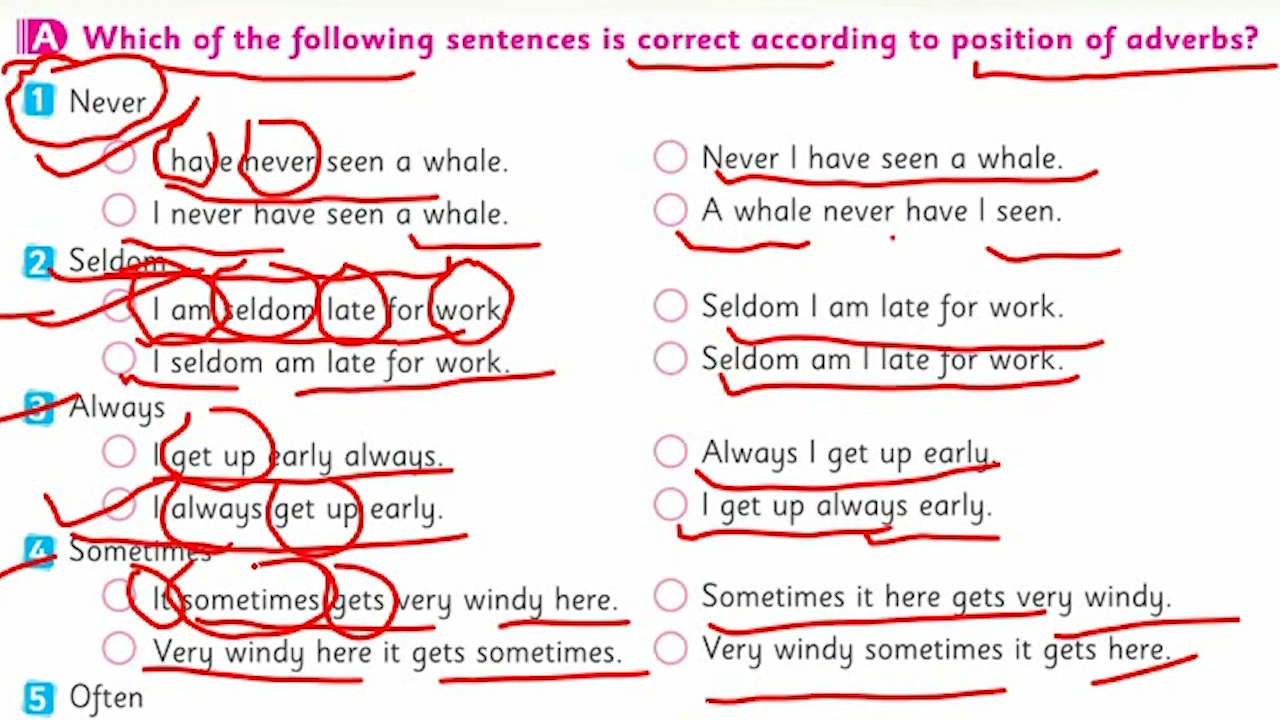 A Which of the following sentences is correct according to position of adverbs?
1 Never
I have never seen a whale.
Never I have seen a whale.
I never have seen a whale.
A whale never have I seen.
2 Seldom
I am seldom late for work.
Seldom I am late for work.
I seldom am late for work.
Seldom am I late for work.
3 Always
I get up early always.
Always I get up early.
I always get up early.
I get up always early.
4 Sometimes
It sometimes gets very windy here.
Sometimes it here gets very windy.
Very windy here it gets sometimes.
Very windy sometimes it gets here.
5 Often